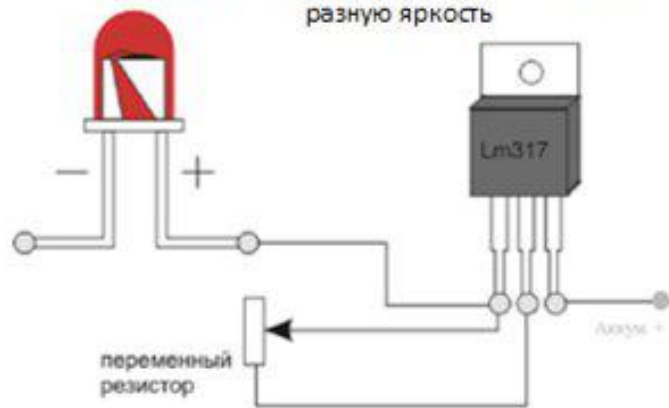 разную яркость
Lm317
− +
Аккум. +
переменный
резистор